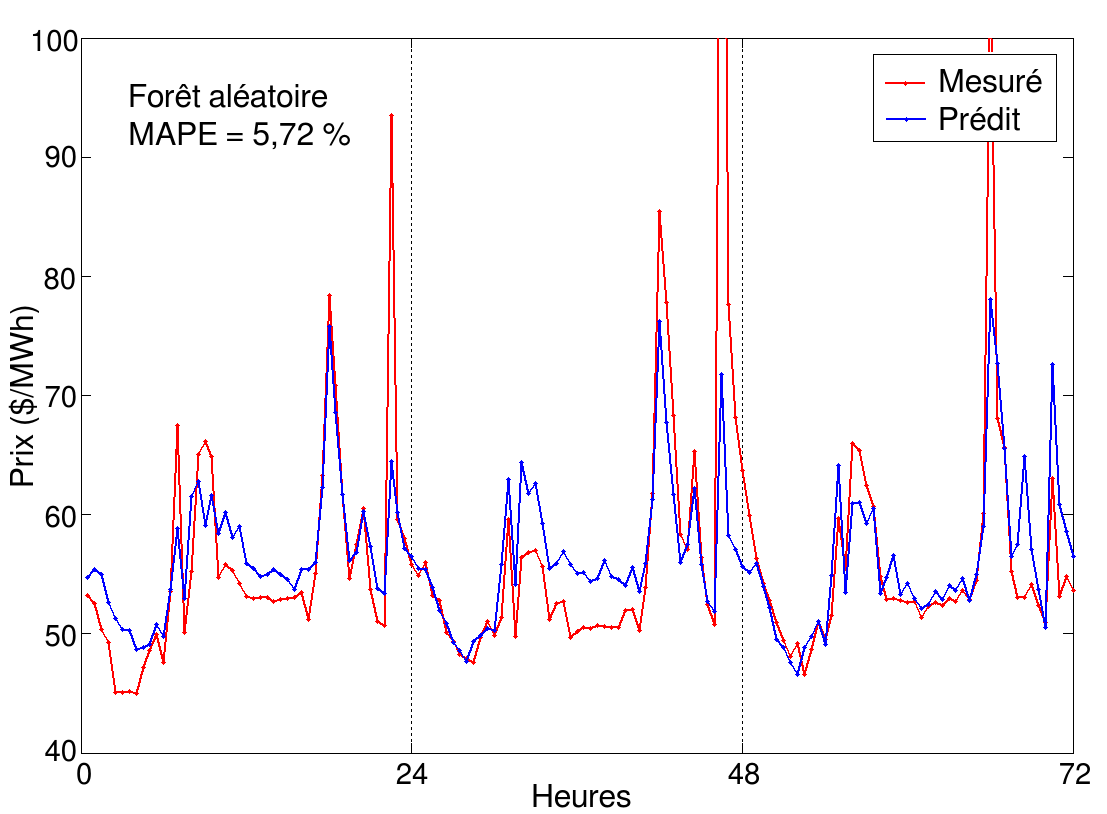 Forêt aléatoire
MAPE = 5,72 %
Mesuré
Prédit
Prix ($/MWh)
100
90
80
70
60
50
40
0
24
48
72
Heures